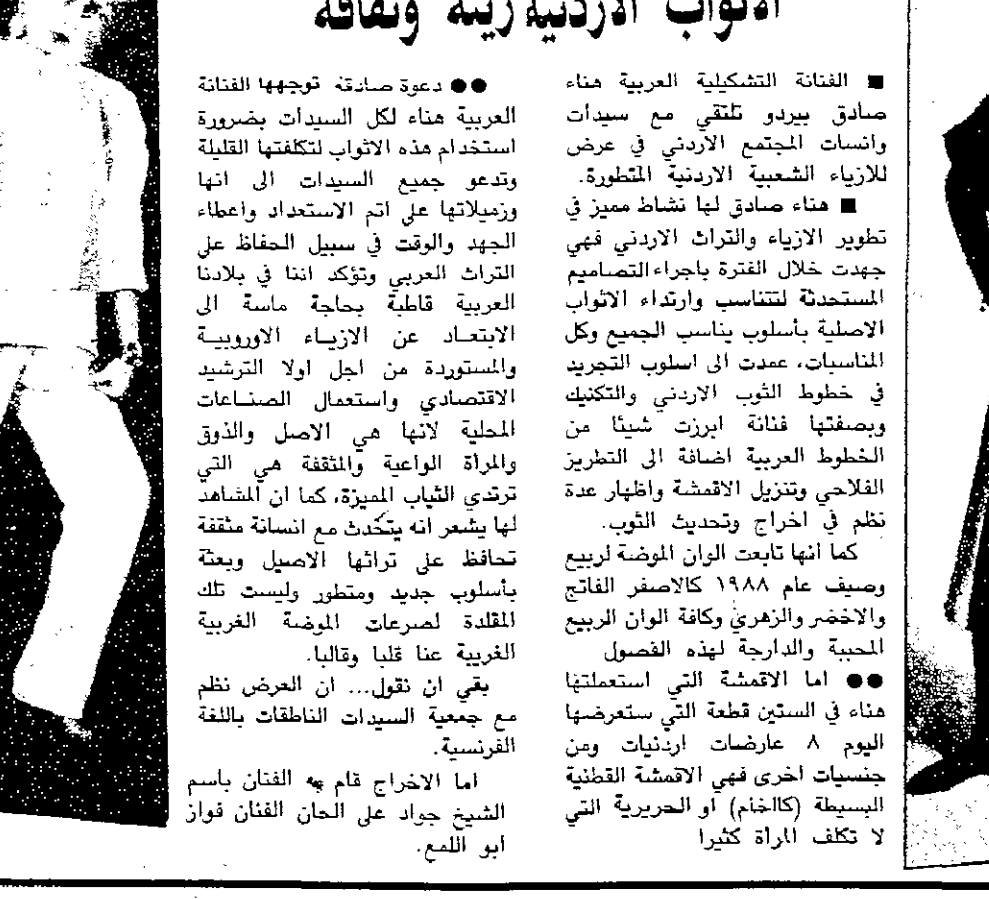 الاثواب الاردنية زينة وثقافة
■ الفنانة التشكيلية العربية هناء
صادق بيردو تلتقي مع سيدات
وانسات المجتمع الاردني في عرض
للازياء الشعبية الاردنية المتطورة.
■ هناء صادق لها نشاط مميز في
تطوير الازياء والتراث الاردني فهي
جهدت خلال الفترة باجراء التصاميم
المستحدثة لتتناسب وارتداء الاثواب
الاصلية بأسلوب يناسب الجميع وكل
المناسبات، عمدت الى اسلوب التجريد
في خطوط الثوب الاردني والتكنيك
وبصفتها فنانة ابرزت شيئا من
الخطوط العربية اضافة الى التطريز
الفلاحي وتنزيل الاقمشة واظهار عدة
نظم في اخراج وتحديث الثوب.
كما انها تابعت الوان الموضة لربيع
وصيف عام ١٩٨٨ كالاصفر الفاتح
والاخضر والزهري وكافة الوان الربيع
المحببة والدارجة لهذه الفصول
●● اما الاقمشة التي استعملتها
هناء في الستين قطعة التي ستعرضها
اليوم ٨ عارضات اردنيات ومن
جنسيات اخرى فهي الاقمشة القطنية
البسيطة (كالخام) او الحريرية التي
لا تكلف المرأة كثيرا
●● دعوة صادقة توجهها الفنانة
العربية هناء لكل السيدات بضرورة
استخدام هذه الاثواب لتكلفتها القليلة
وتدعو جميع السيدات الى انها
وزميلاتها على اتم الاستعداد واعطاء
الجهد والوقت في سبيل الحفاظ على
التراث العربي وتؤكد اننا في بلادنا
العربية قاطبة بحاجة ماسة الى
الابتعاد عن الازياء الاوروبية
والمستوردة من اجل اولا الترشيد
الاقتصادي واستعمال الصناعات
المحلية لانها هي الاصل والذوق
والمرأة الواعية والمثقفة هي التي
ترتدي الثياب المميزة، كما ان المشاهد
لها يشعر انه يتحدث مع انسانة مثقفة
تحافظ على تراثها الاصيل وبعثة
بأسلوب جديد ومتطور وليست تلك
المقلدة لصرعات الموضة الغربية
الغريبة عنا قلبا وقالبا.
بقي ان نقول... ان العرض نظم
مع جمعية السيدات الناطقات باللغة
الفرنسية.
اما الاخراج قام به الفنان باسم
الشيخ جواد على الحان الفنان فواز
ابو اللمع.